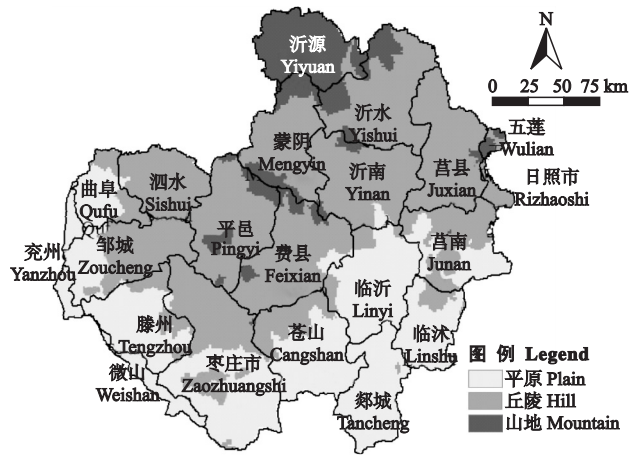 N
0 25 50 75 km
沂源
Yiyuan
沂水
Yishui
蒙阴
Mengyin
五莲
Wulian
沂南
Yinan
莒县
Juxian
日照市
Rizhaoshi
泗水
Sishui
曲阜
Qufu
平邑
Pingyi
费县
Feixian
莒南
Junan
兖州
Yanzhou
邹城
Zoucheng
临沂
Linyi
滕州
Tengzhou
苍山
Cangshan
临沭
Linshu
微山
Weishan
枣庄市
Zaozhuangshi
郯城
Tancheng
图 例 Legend
平原 Plain
丘陵 Hill
山地 Mountain